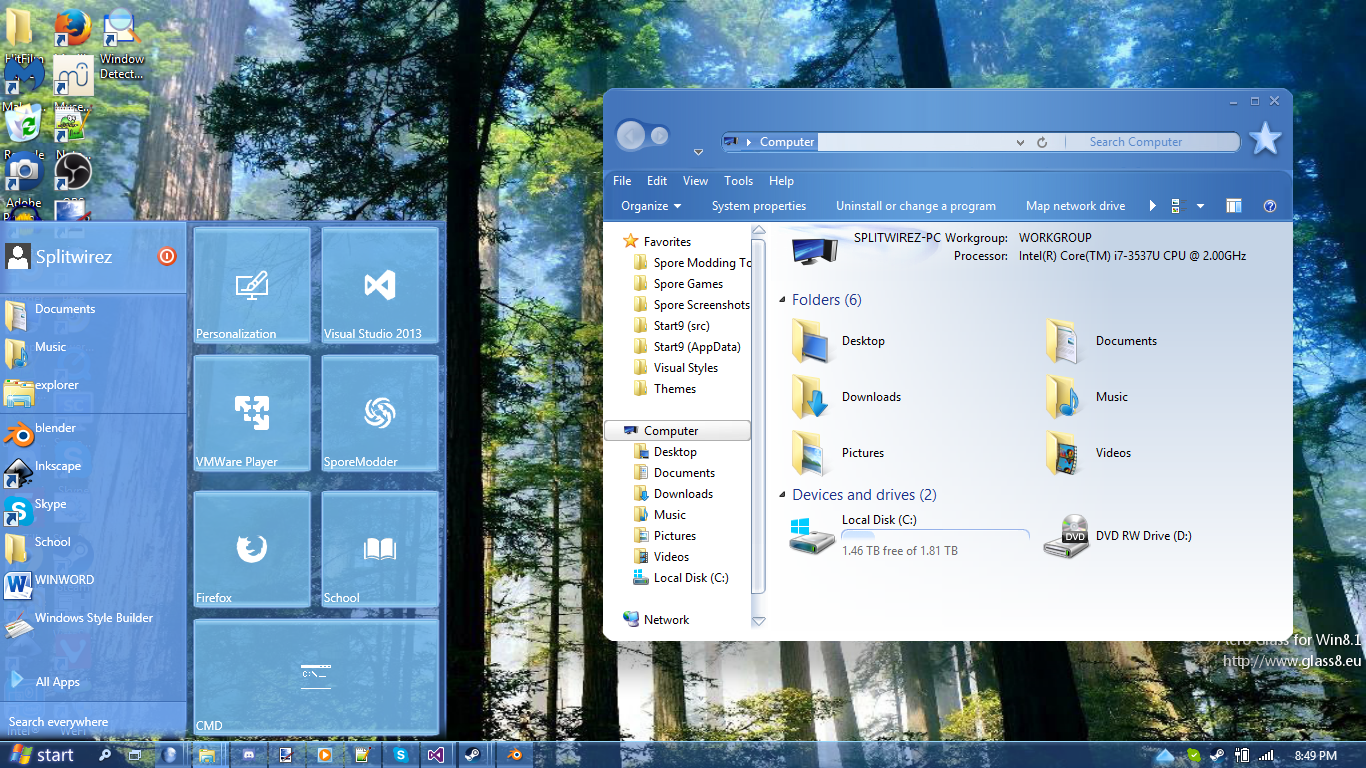 Window
Detect...
Splitwirez
Documents
Music
explorer
blender
Inkscape
Skype
School
WINWORD
Windows Style Builder
All Apps
Search everywhere
Personalization
Visual Studio 2013
VMWare Player
SporeModder
Firefox
School
CMD
Computer
Search Computer
File Edit View Tools Help
Organize System properties Uninstall or change a program Map network drive
Favorites
Spore Modding To
Spore Games
Spore Screenshots
Start9 (src)
Start9 (AppData)
Visual Styles
Themes
Computer
Desktop
Documents
Downloads
Music
Pictures
Videos
Local Disk (C:)
Network
SPLITWIREZ-PC Workgroup: WORKGROUP
Processor: Intel(R) Core(TM) i7-3537U CPU @ 2.00GHz
Folders (6)
Desktop
Documents
Downloads
Music
Pictures
Videos
Devices and drives (2)
Local Disk (C:)
1.46 TB free of 1.81 TB
DVD
DVD RW Drive (D:)
Aero Glass for Win8.1
http://www.glass8.eu
start
8:49 PM